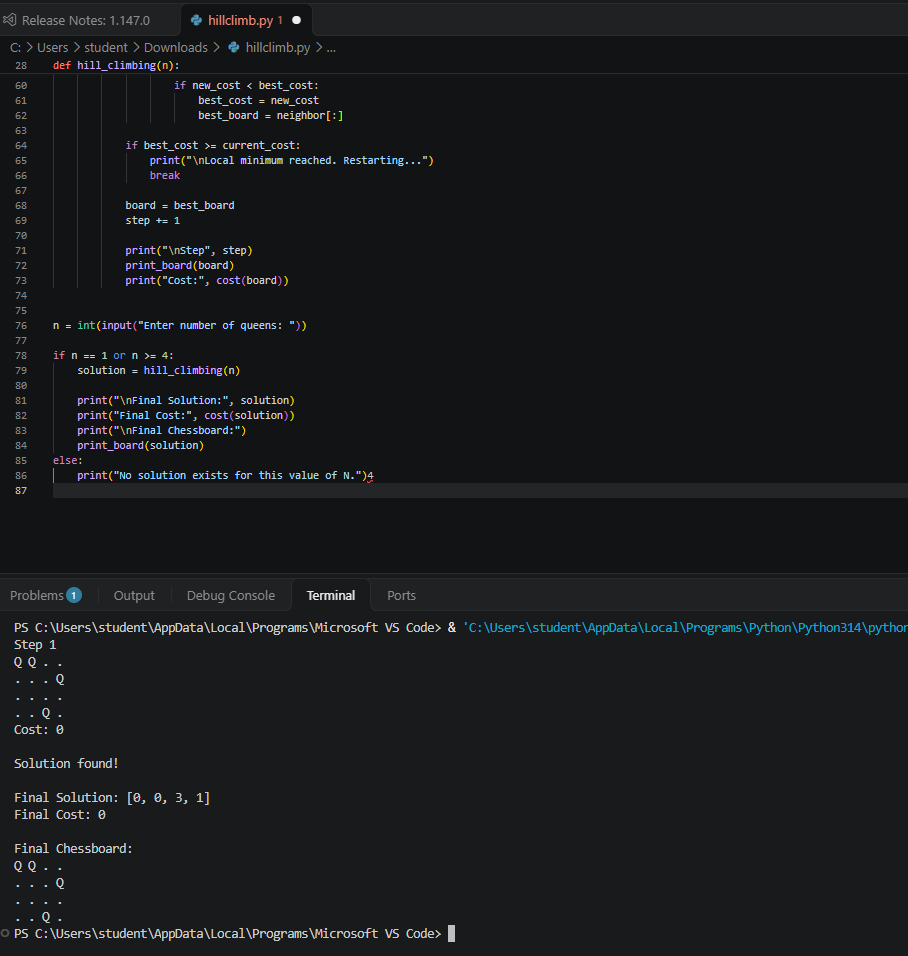 Release Notes: 1.147.0
hillclimb.py 1
C: > Users > student > Downloads > hillclimb.py > ...
28 def hill_climbing(n):
60 if new_cost < best_cost:
61 best_cost = new_cost
62 best_board = neighbor[:]
63
64 if best_cost >= current_cost:
65 print("\nLocal minimum reached. Restarting...")
66 break
67
68 board = best_board
69 step += 1
70
71 print("\nStep", step)
72 print_board(board)
73 print("Cost:", cost(board))
74
75
76 n = int(input("Enter number of queens: "))
77
78 if n == 1 or n >= 4:
79 solution = hill_climbing(n)
80
81 print("\nFinal Solution:", solution)
82 print("Final Cost:", cost(solution))
83 print("\nFinal Chessboard:")
84 print_board(solution)
85 else:
86 print("No solution exists for this value of N.")4
87
Problems 1 Output Debug Console Terminal Ports
PS C:\Users\student\AppData\Local\Programs\Microsoft VS Code> & 'C:\Users\student\AppData\Local\Programs\Python\Python314\python
Step 1
Q Q . .
. . . Q
. . . .
. . Q .
Cost: 0
Solution found!
Final Solution: [0, 0, 3, 1]
Final Cost: 0
Final Chessboard:
Q Q . .
. . . Q
. . . .
. . Q .
PS C:\Users\student\AppData\Local\Programs\Microsoft VS Code>